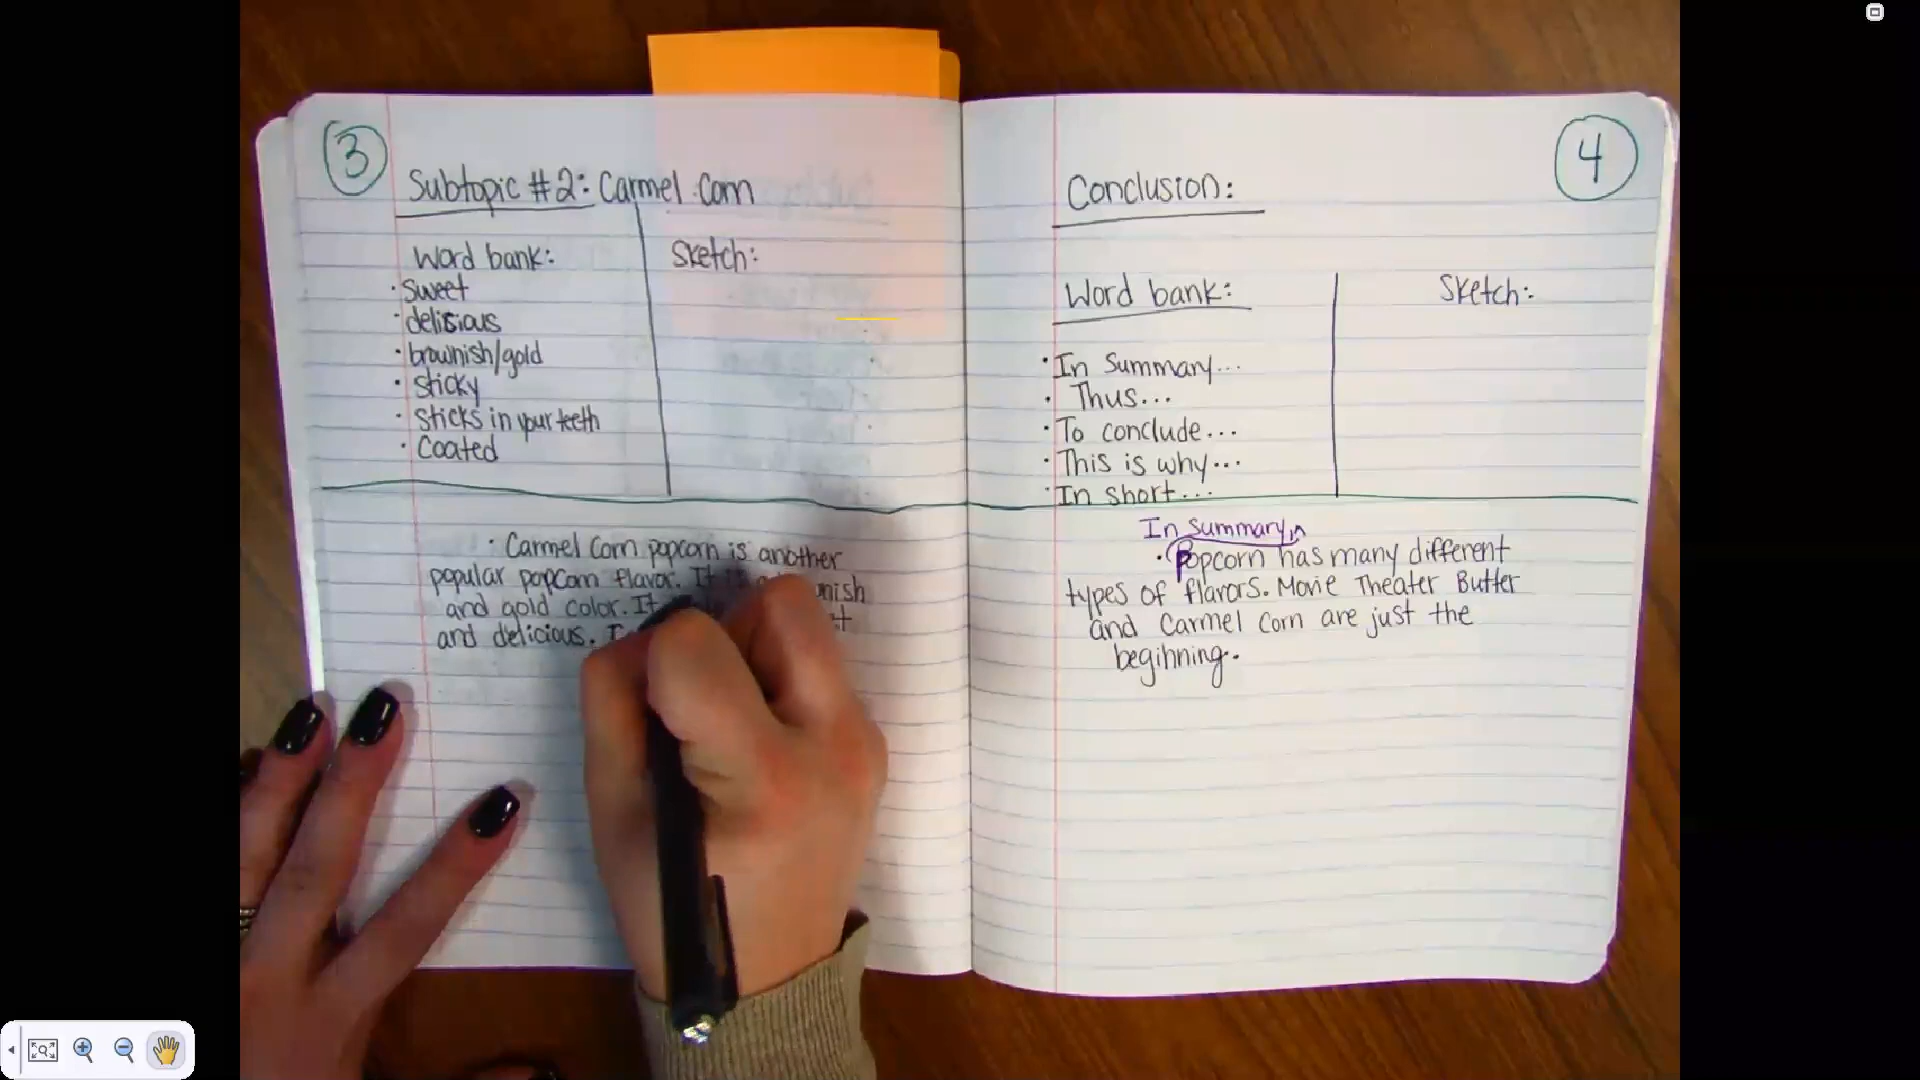 3
Subtopic #2: Carmel Corn
Word bank:
Sketch:
· Sweet
· delisious
· brownish/gold
· Sticky
· Sticks in your teeth
· Coated
· Carmel Corn popcorn is another
popular popcorn flavor. It
and gold color. It
and delicious.
4
Conclusion:
Word bank:
Sketch:
· In Summary...
· Thus...
· To conclude...
· This is why...
· In short...
In summary,
· Popcorn has many different
types of flavors. Movie Theater Butter
and Carmel Corn are just the
beginning.